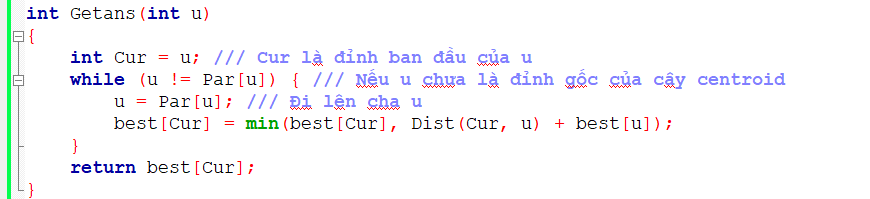 int Getans(int u)
{
int Cur = u; /// Cur là đỉnh ban đầu của u
while (u != Par[u]) { /// Nếu u chưa là đỉnh gốc của cây centroid
u = Par[u]; /// Đi lên cha u
best[Cur] = min(best[Cur], Dist(Cur, u) + best[u]);
}
return best[Cur];
}